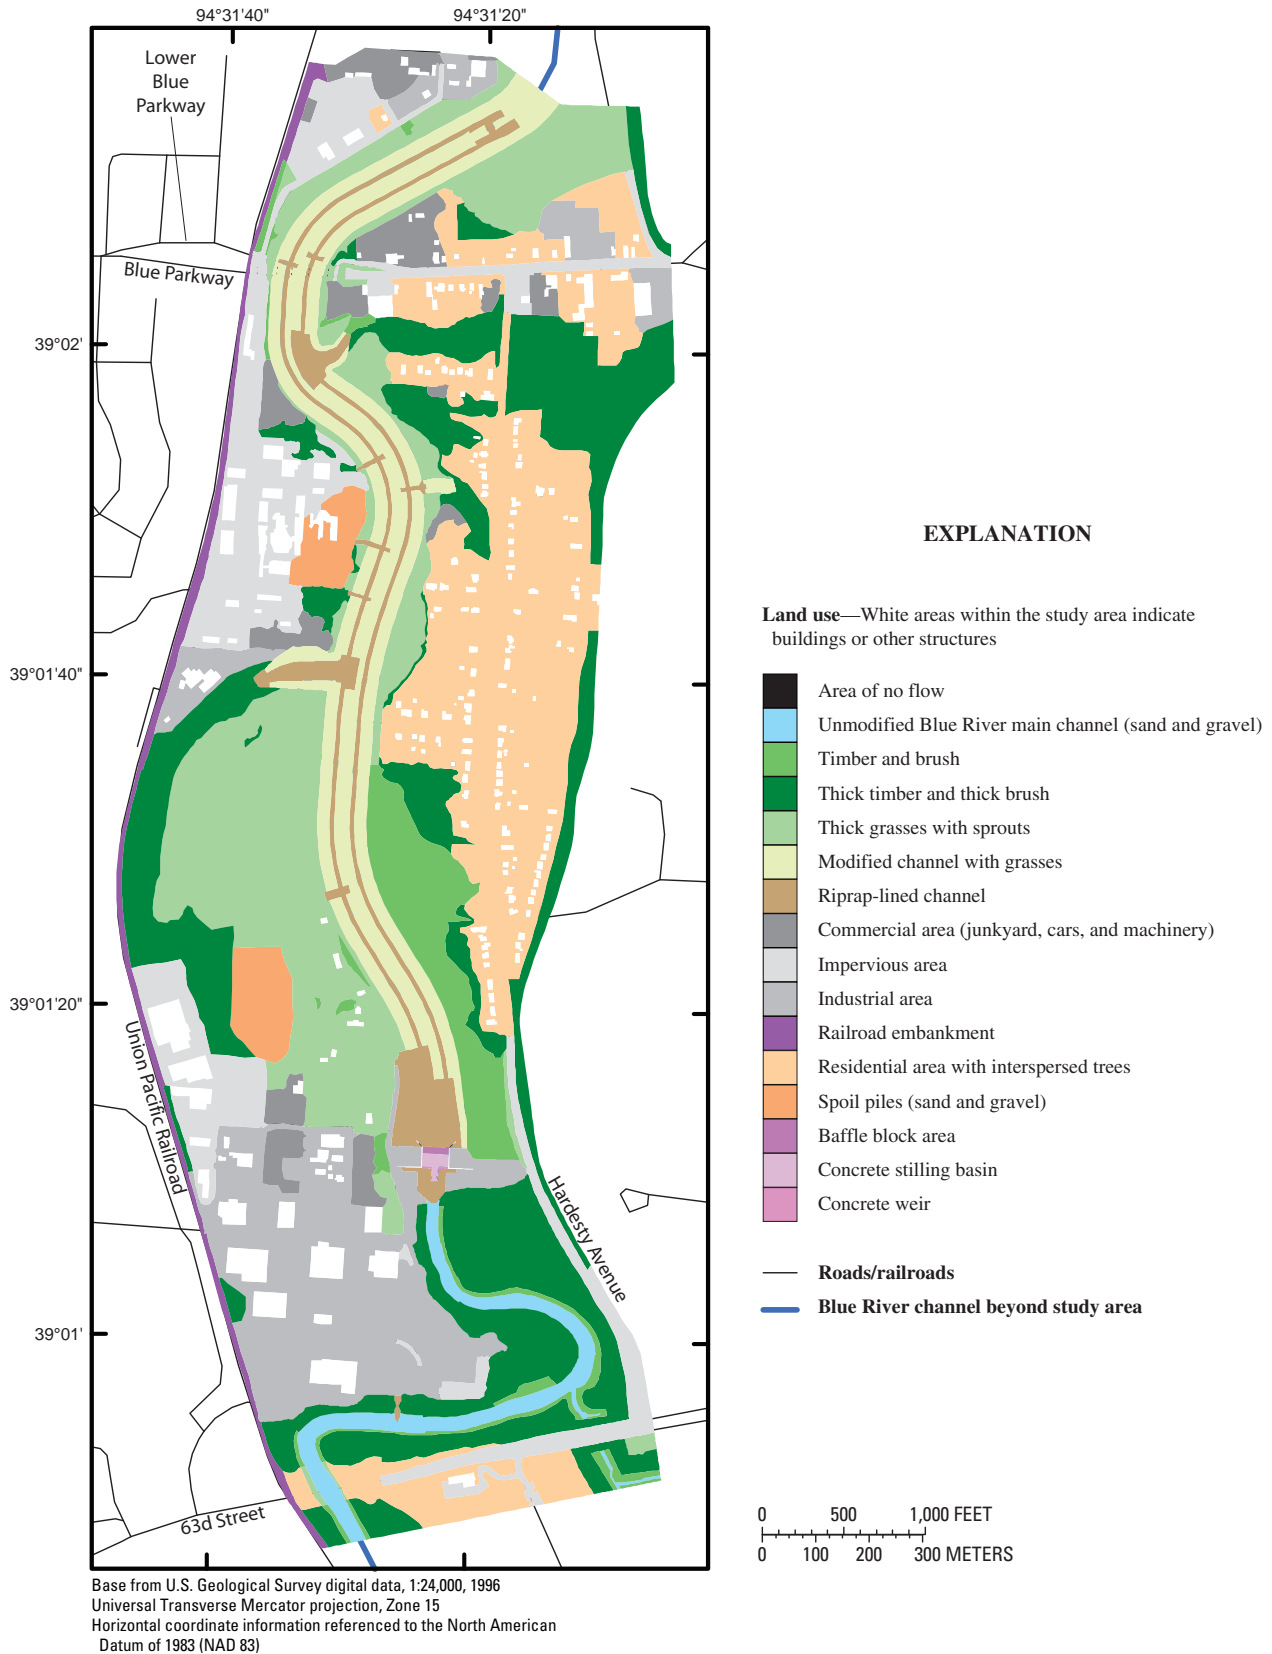 94°31'40"
94°31'20"
Lower
Blue
Parkway
Blue Parkway
39°02'
39°01'40"
39°01'20"
39°01'
Union Pacific Railroad
Hardesty Avenue
63d Street
EXPLANATION
Land use—White areas within the study area indicate
buildings or other structures
Area of no flow
Unmodified Blue River main channel (sand and gravel)
Timber and brush
Thick timber and thick brush
Thick grasses with sprouts
Modified channel with grasses
Riprap-lined channel
Commercial area (junkyard, cars, and machinery)
Impervious area
Industrial area
Railroad embankment
Residential area with interspersed trees
Spoil piles (sand and gravel)
Baffle block area
Concrete stilling basin
Concrete weir
Roads/railroads
Blue River channel beyond study area
0 500 1,000 FEET
0 100 200 300 METERS
Base from U.S. Geological Survey digital data, 1:24,000, 1996
Universal Transverse Mercator projection, Zone 15
Horizontal coordinate information referenced to the North American
Datum of 1983 (NAD 83)